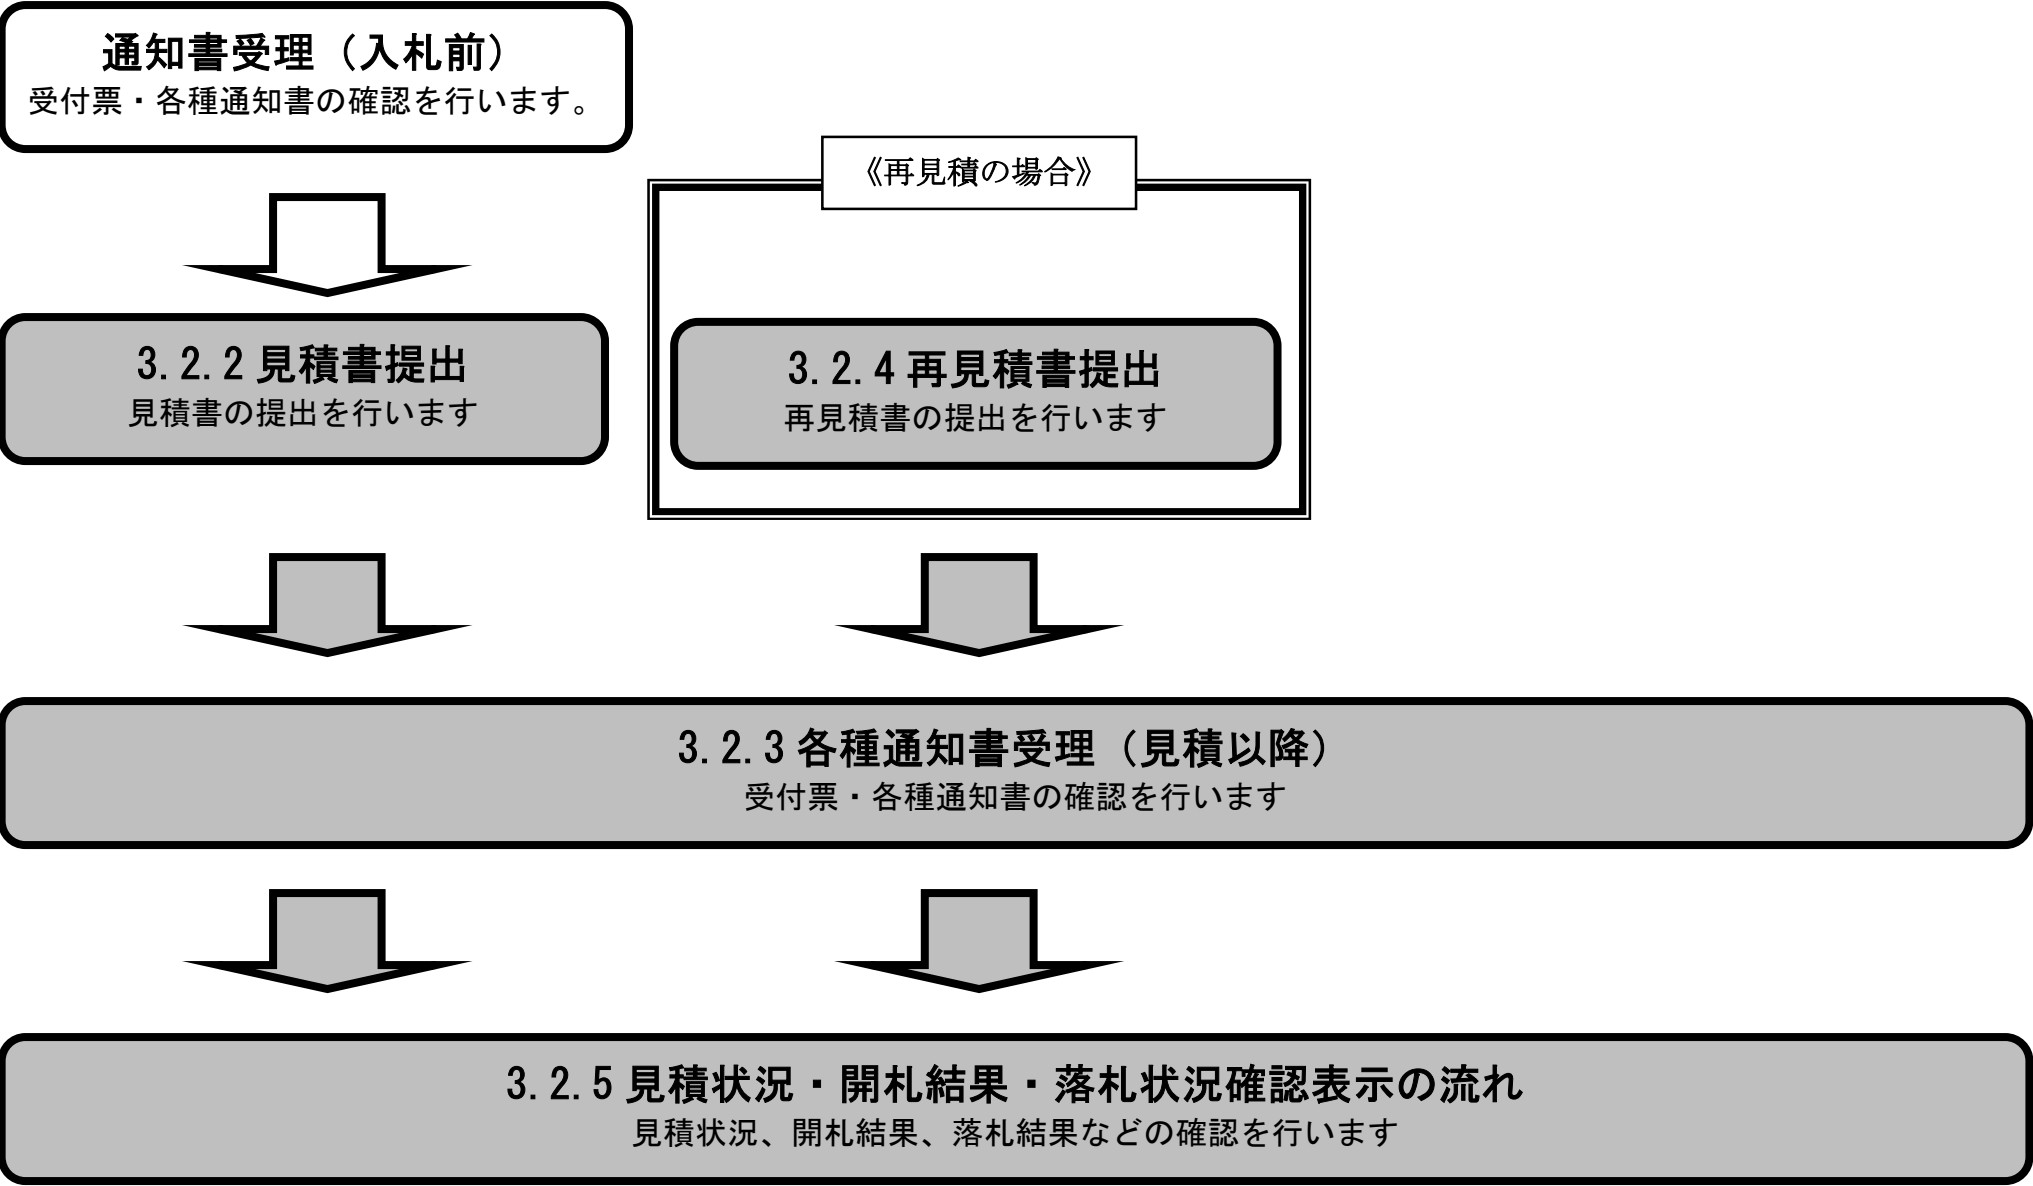 通知書受理（入札前）
受付票・各種通知書の確認を行います。
3.2.2 見積書提出
見積書の提出を行います
《再見積の場合》
3.2.4 再見積書提出
再見積書の提出を行います
3.2.3 各種通知書受理（見積以降）
受付票・各種通知書の確認を行います
3.2.5 見積状況・開札結果・落札状況確認表示の流れ
見積状況、開札結果、落札結果などの確認を行います